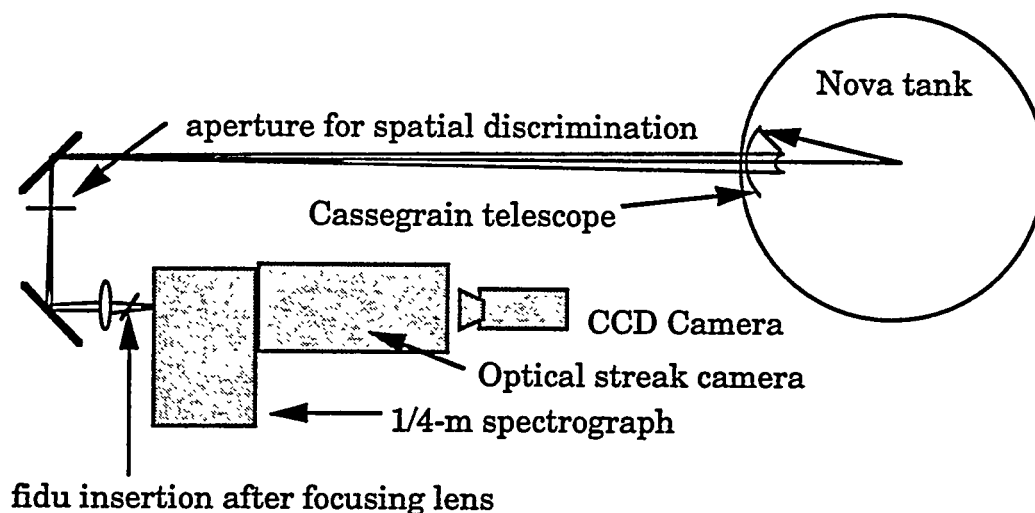 Nova tank
aperture for spatial discrimination
Cassegrain telescope
CCD Camera
Optical streak camera
1/4-m spectrograph
fidu insertion after focusing lens